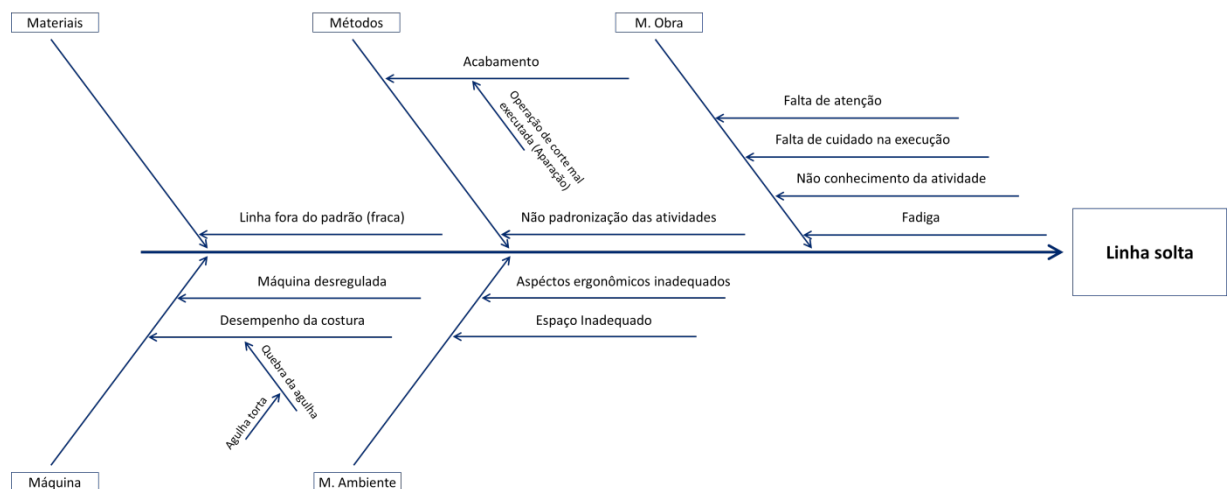 Materiais
Métodos
M. Obra
Acabamento
Operação de corte mal
executada (Aparação)
Falta de atenção
Falta de cuidado na execução
Não conhecimento da atividade
Fadiga
Linha fora do padrão (fraca)
Não padronização das atividades
Linha solta
Máquina desregulada
Desempenho da costura
Quebra da agulha
Agulha torta
Aspéctos ergonômicos inadequados
Espaço Inadequado
Máquina
M. Ambiente